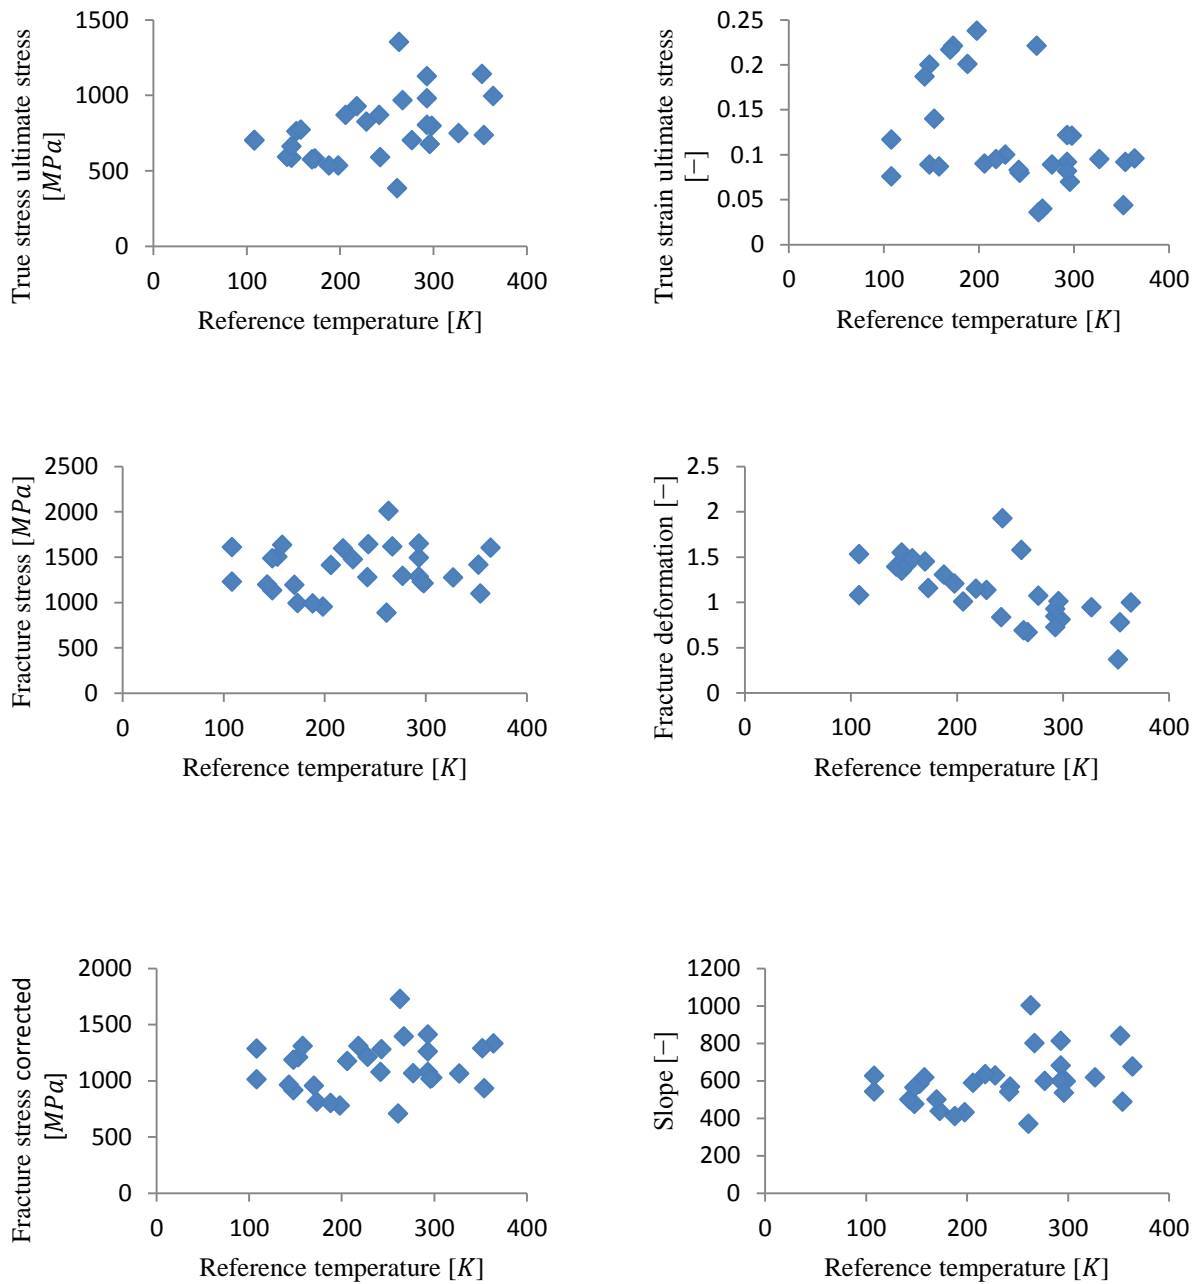 True stress ultimate stress
[MPa]
1500
1000
500
0
0 100 200 300 400
Reference temperature [K]
True strain ultimate stress
[−]
0.25
0.2
0.15
0.1
0.05
0
0 100 200 300 400
Reference temperature [K]
Fracture stress [MPa]
2500
2000
1500
1000
500
0
0 100 200 300 400
Reference temperature [K]
Fracture deformation [−]
2.5
2
1.5
1
0.5
0
0 100 200 300 400
Reference temperature [K]
Fracture stress corrected
[MPa]
2000
1500
1000
500
0
0 100 200 300 400
Reference temperature [K]
Slope [−]
1200
1000
800
600
400
200
0
0 100 200 300 400
Reference temperature [K]